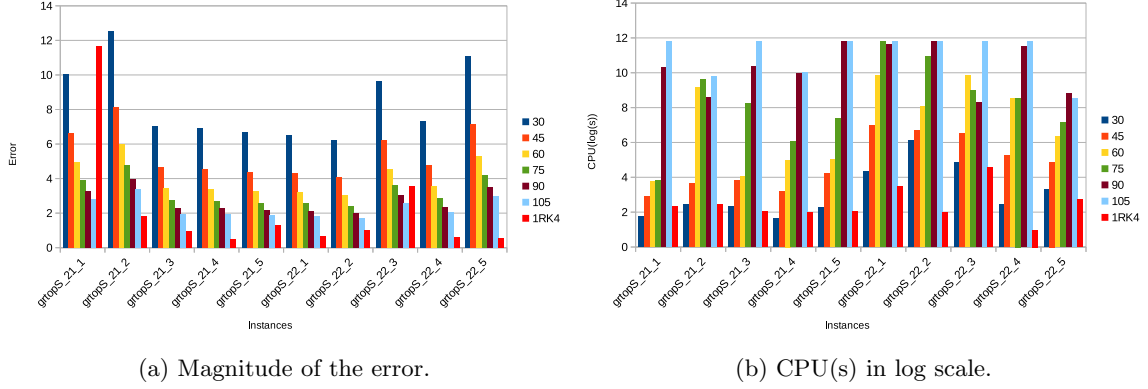 14
12
10
8
6
4
2
0
Error
grtopS_21_1
grtopS_21_2
grtopS_21_3
grtopS_21_4
grtopS_21_5
grtopS_22_1
grtopS_22_2
grtopS_22_3
grtopS_22_4
grtopS_22_5
Instances
30
45
60
75
90
105
1RK4
(a) Magnitude of the error.
14
12
10
8
6
4
2
0
CPU(log(s))
grtopS_21_1
grtopS_21_2
grtopS_21_3
grtopS_21_4
grtopS_21_5
grtopS_22_1
grtopS_22_2
grtopS_22_3
grtopS_22_4
grtopS_22_5
Instances
30
45
60
75
90
105
1RK4
(b) CPU(s) in log scale.